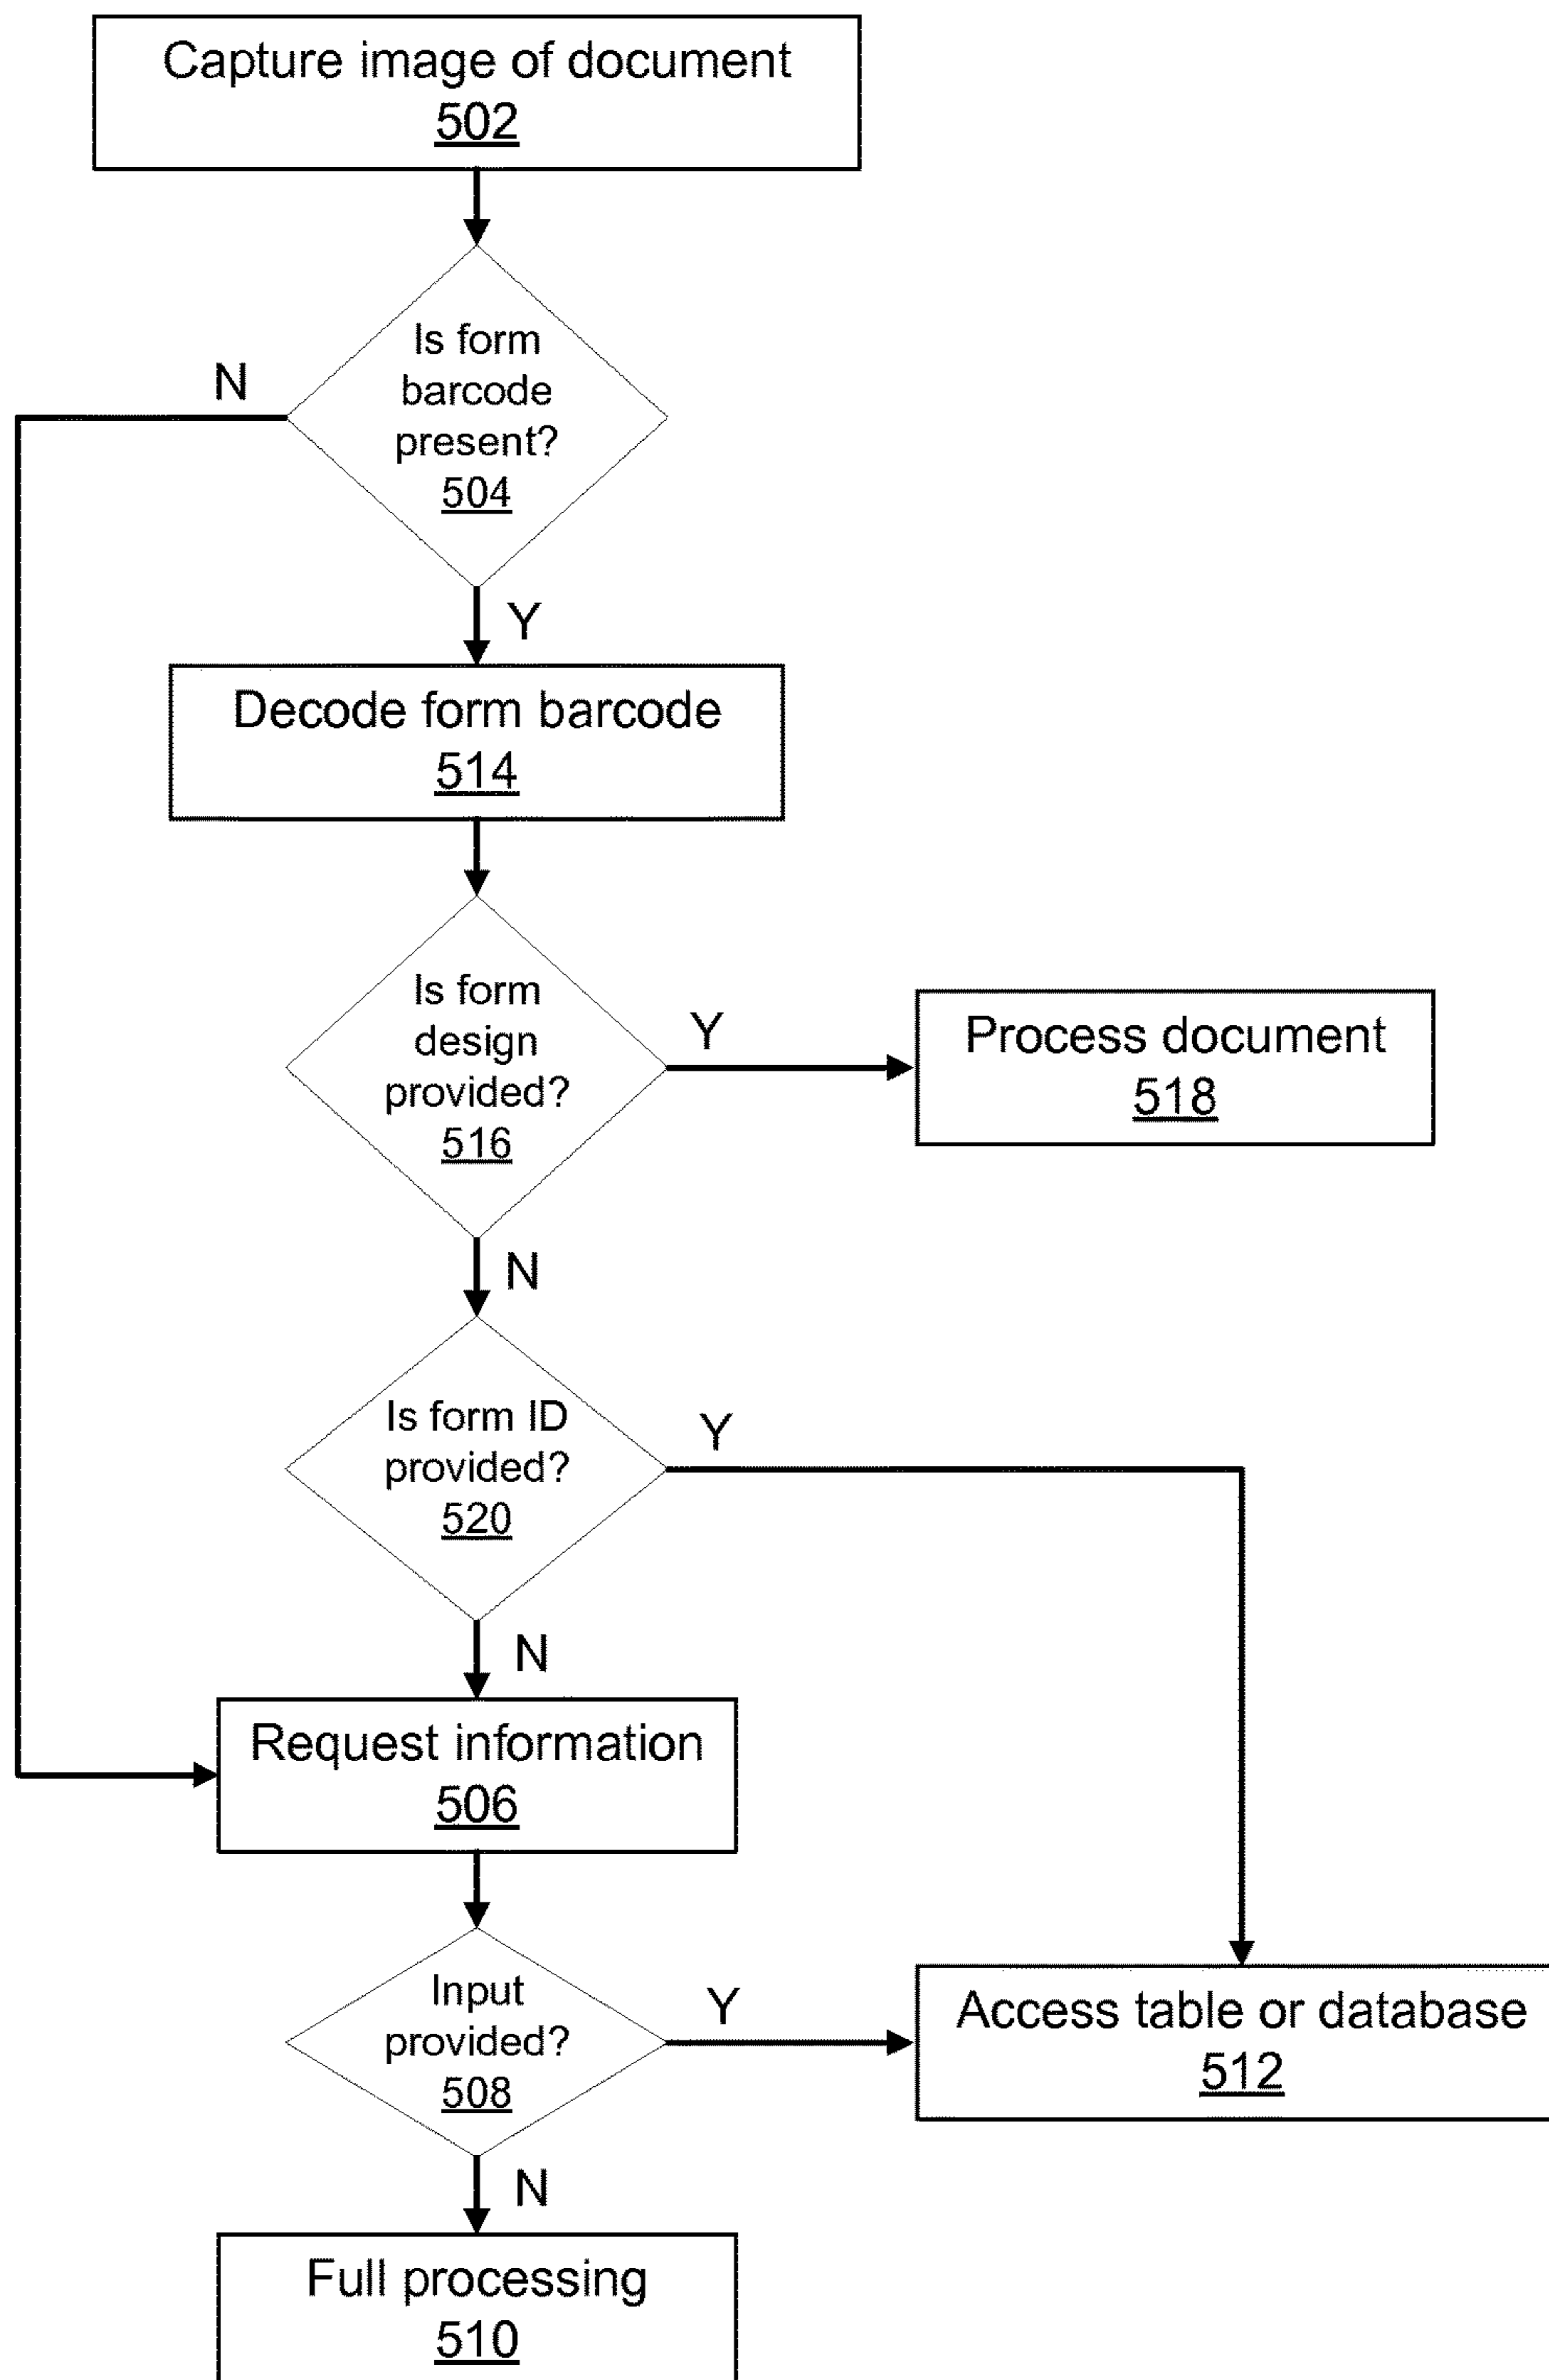 Capture image of document
502
Is form
barcode
present?
504
N
Y
Decode form barcode
514
Is form
design
provided?
516
Y
Process document
518
N
Is form ID
provided?
520
Y
N
Request information
506
Input
provided?
508
Y
Access table or database
512
N
Full processing
510